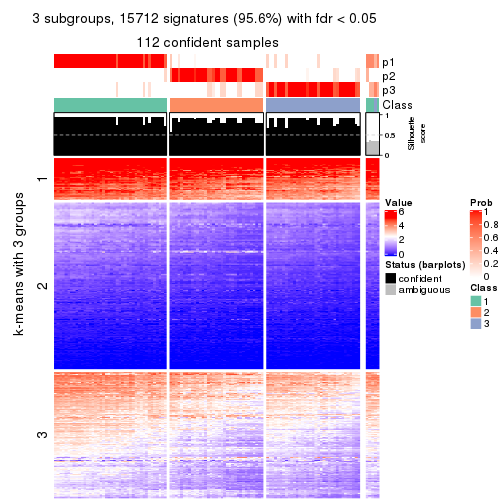 3 subgroups, 15712 signatures (95.6%) with fdr < 0.05
112 confident samples
p1
p2
p3
Class
1
0.5
0
Silhouette
score
k-means with 3 groups
1
2
3
Value
6
4
2
0
Status (barplots)
confident
ambiguous
Prob
1
0.8
0.6
0.4
0.2
0
Class
1
2
3